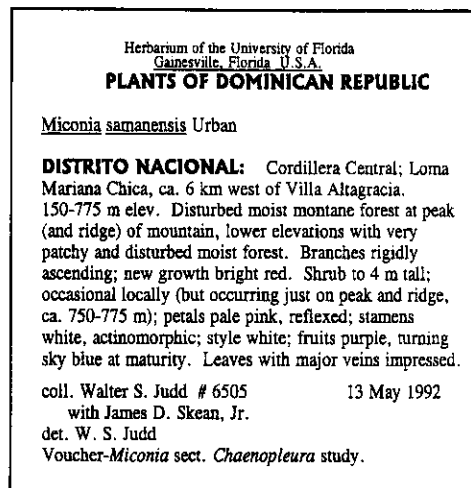 Herbarium of the University of Florida
Gainesville, Florida U.S.A.
PLANTS OF DOMINICAN REPUBLIC
Miconia samanensis Urban
DISTRITO NACIONAL: Cordillera Central; Loma
Mariana Chica, ca. 6 km west of Villa Altagracia.
150-775 m elev. Disturbed moist montane forest at peak
(and ridge) of mountain, lower elevations with very
patchy and disturbed moist forest. Branches rigidly
ascending; new growth bright red. Shrub to 4 m tall;
occasional locally (but occurring just on peak and ridge,
ca. 750-775 m); petals pale pink, reflexed; stamens
white, actinomorphic; style white; fruits purple, turning
sky blue at maturity. Leaves with major veins impressed.
coll. Walter S. Judd # 6505 13 May 1992
with James D. Skean, Jr.
det. W. S. Judd
Voucher-Miconia sect. Chaenopleura study.